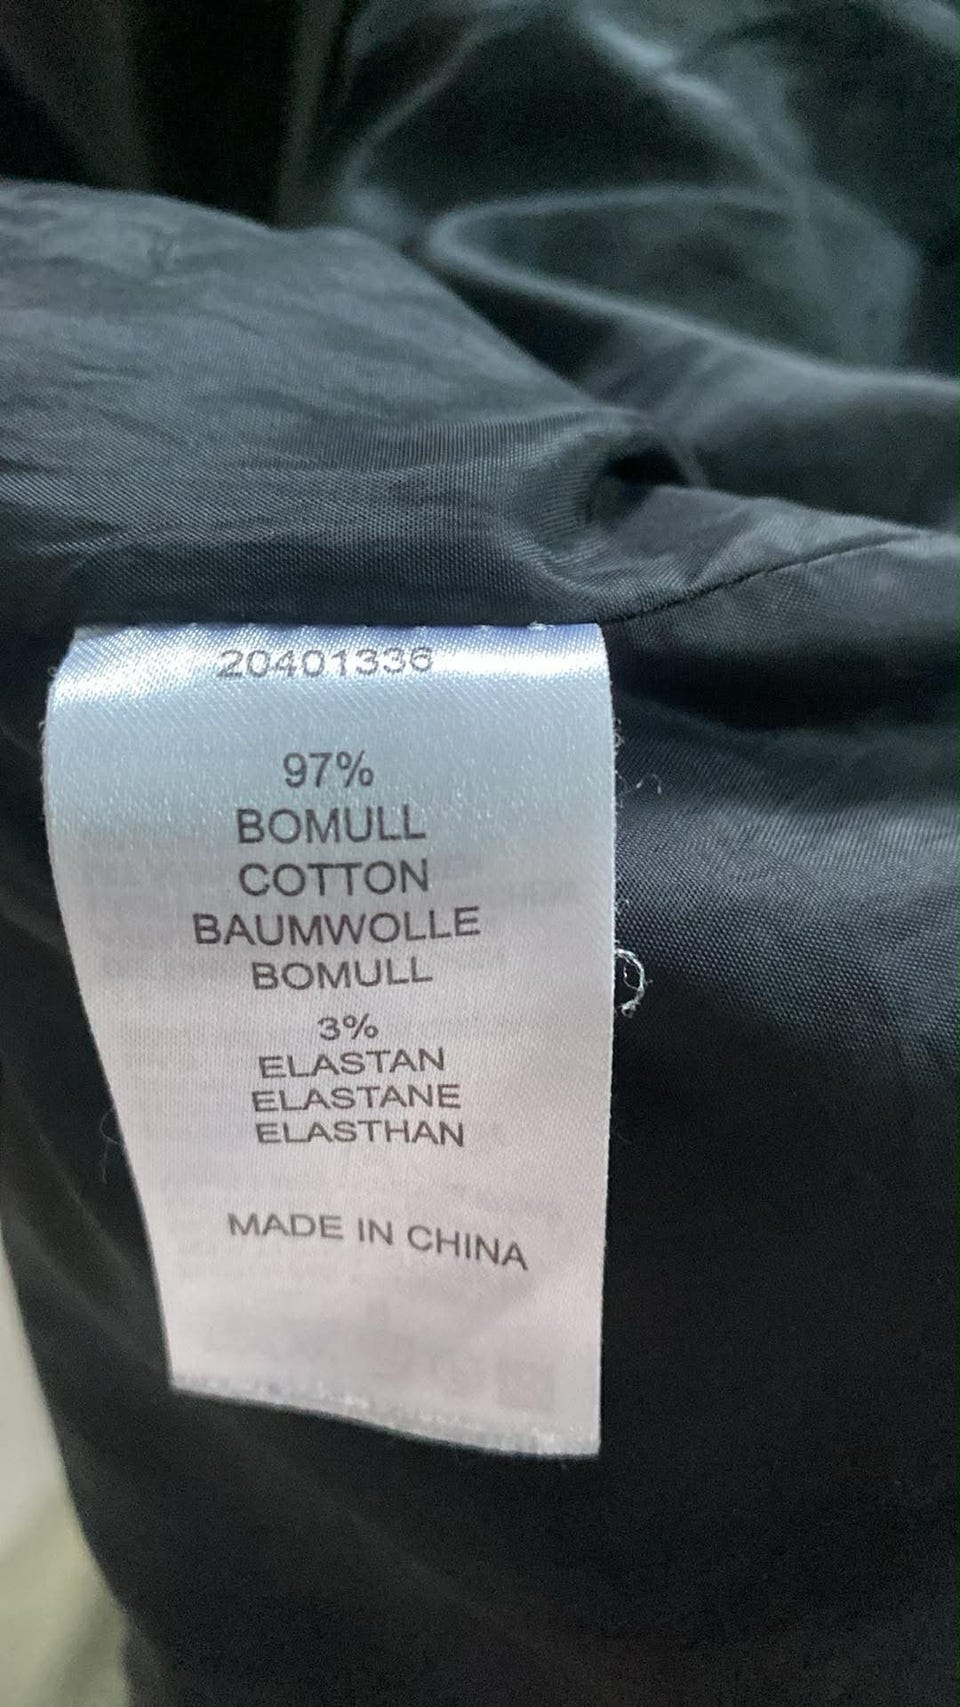 20401336
97%
BOMULL
COTTON
BAUMWOLLE
BOMULL
3%
ELASTAN
ELASTANE
ELASTHAN
MADE IN CHINA